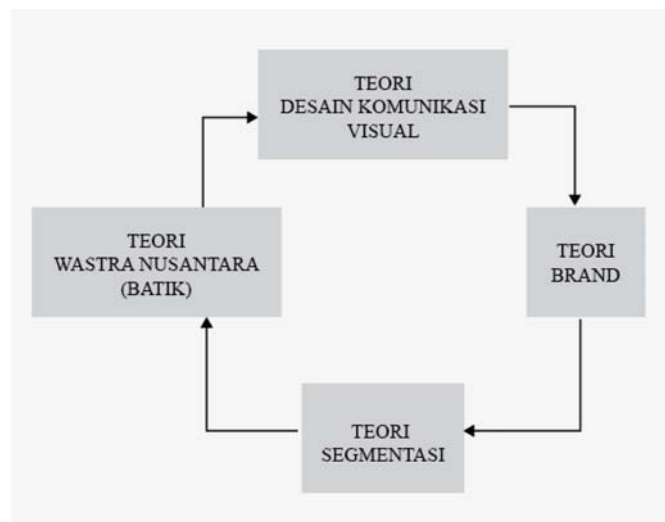 TEORI
DESAIN KOMUNIKASI
VISUAL
TEORI
BRAND
TEORI
SEGMENTASI
TEORI
WASTRA NUSANTARA
(BATIK)